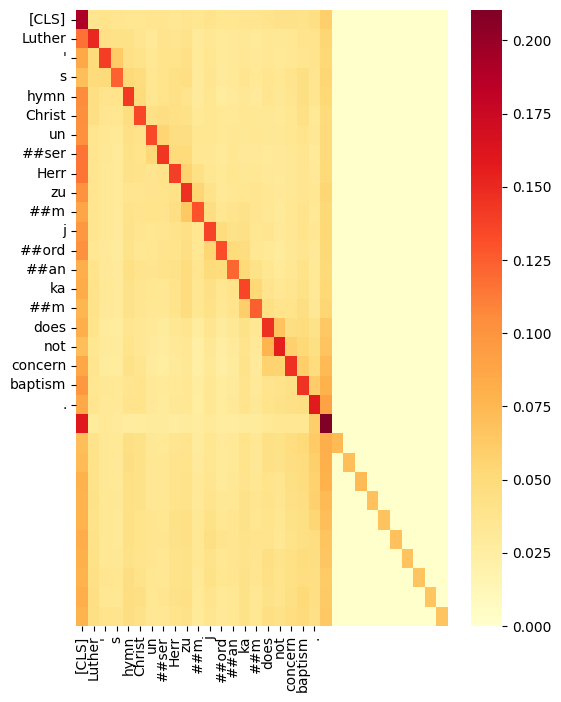 [CLS]
Luther
'
s
hymn
Christ
un
##ser
Herr
zu
##m
j
##ord
##an
ka
##m
does
not
concern
baptism
.
[CLS] Luther ' s hymn Christ un ##ser Herr zu ##m j ##ord ##an ka ##m does not concern baptism .
0.200
0.175
0.150
0.125
0.100
0.075
0.050
0.025
0.000